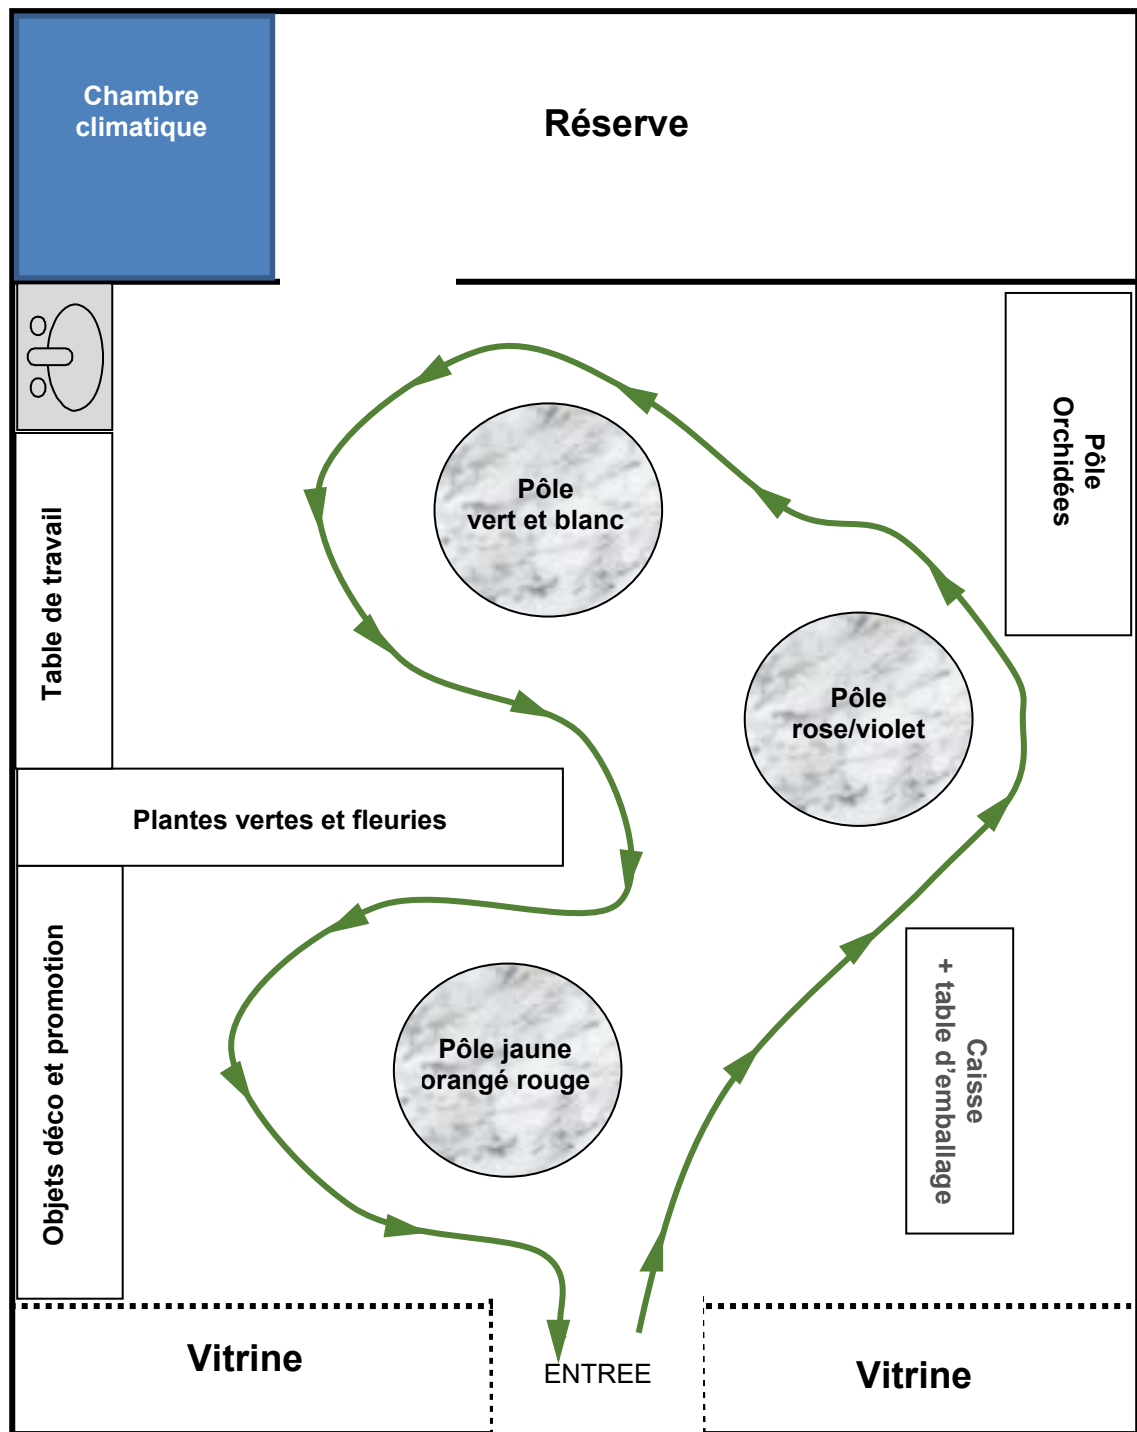 Chambre
climatique
Réserve
Pôle
Orchidées
Pôle
vert et blanc
Table de travail
Pôle
rose/violet
Plantes vertes et fleuries
Objets déco et promotion
Caisse
+ table d'emballage
Pôle jaune
orangé rouge
Vitrine
ENTREE
Vitrine